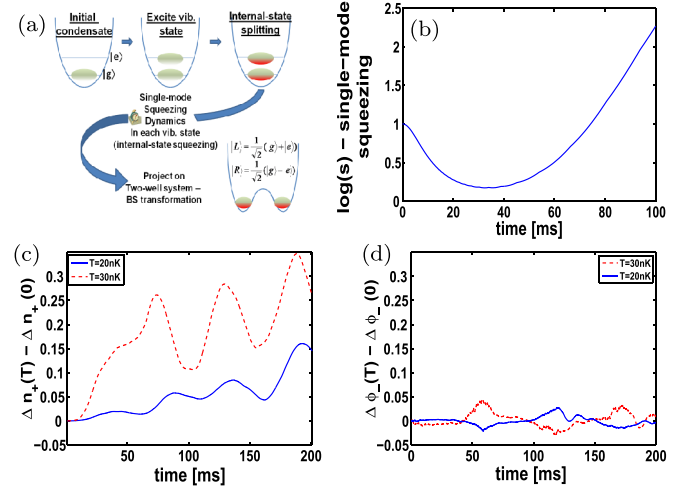 (a)
Initial
condensate
Excite vib.
state
Internal-state
splitting
|e⟩
|g⟩
Single-mode
Squeezing
Dynamics
In each vib. state
(internal-state squeezing)
|L⟩ = 1/√2 (|g⟩+|e⟩)
|R⟩ = 1/√2 (|g⟩−|e⟩)
Projection
Two-well system –
BS transformation
(b)
log(s) − single−mode
squeezing
2.5
2
1.5
1
0.5
0
0 20 40 60 80 100
time [ms]
(c)
T=20nK
T=30nK
Δ n_+(T) − Δ n_+(0)
0.3
0.25
0.2
0.15
0.1
0.05
0
−0.05
50 100 150 200
time [ms]
(d)
T=30nK
T=20nK
Δ ϕ_−(T) − Δ ϕ_−(0)
0.3
0.25
0.2
0.15
0.1
0.05
0
−0.05
0 50 100 150 200
time [ms]